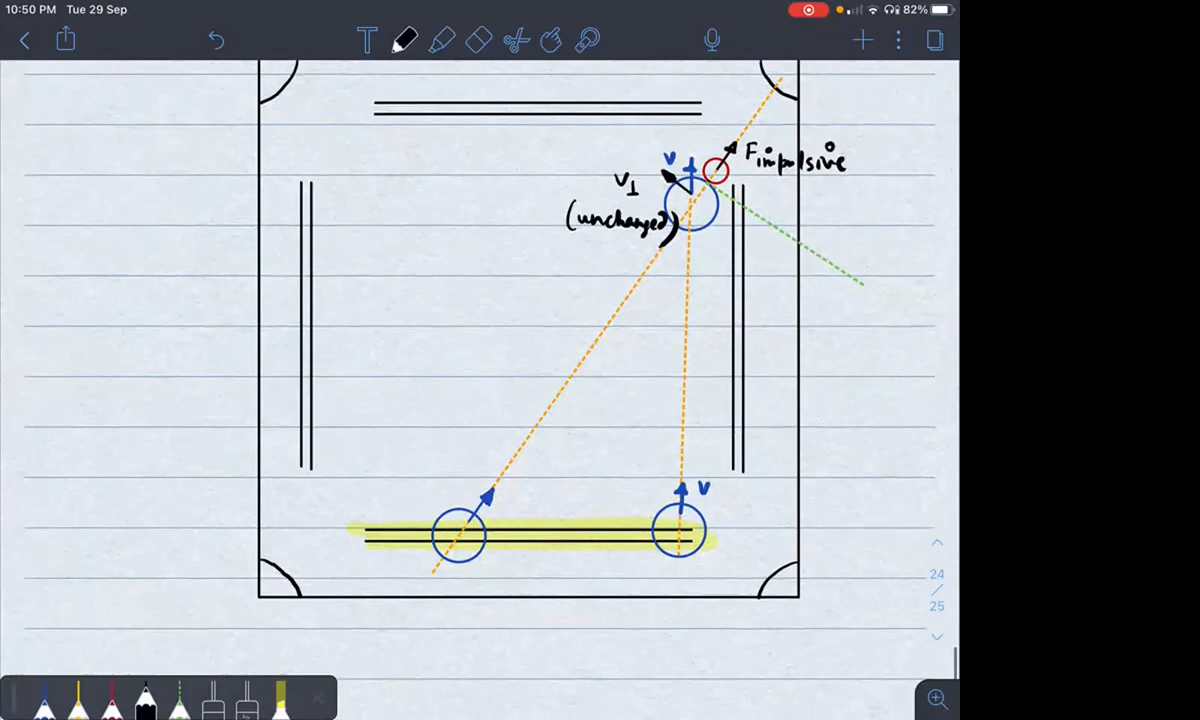 10:50 PM Tue 29 Sep
82%
T
v
F impulsive
v⊥
(unchanged)
v
24
/
25